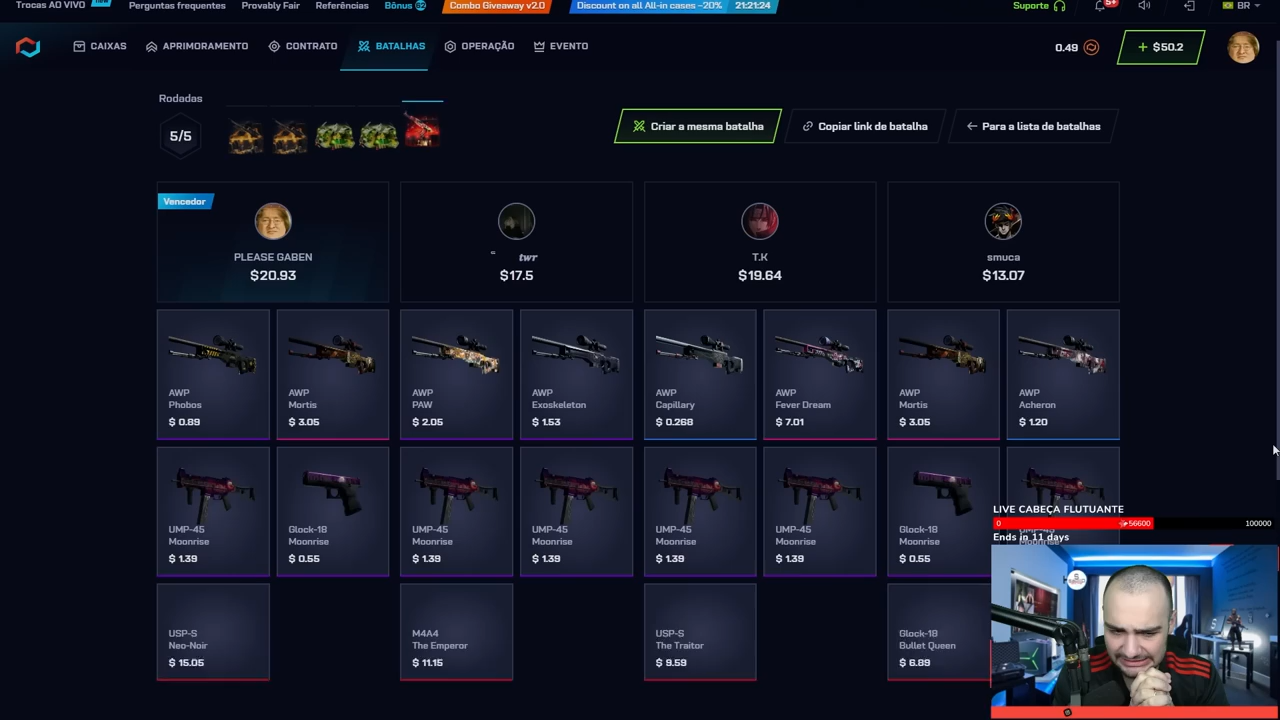 Trocas AO VIVO
Perguntas frequentes
Provably Fair
Referências
Bônus
Combo Giveaway v2.0
Discount on all All-in cases ~20%
21:21:24
Suporte
5+
BR
CAIXAS
APRIMORAMENTO
CONTRATO
BATALHAS
OPERAÇÃO
EVENTO
0.49
+ $50.2
Rodadas
5/5
Criar a mesma batalha
Copiar link de batalha
Para a lista de batalhas
Vencedor
PLEASE GABEN
$20.93
twr
$17.5
T.K
$19.64
smuca
$13.07
AWP
Phobos
$ 0.89
AWP
Mortis
$ 3.05
AWP
PAW
$ 2.05
AWP
Exoskeleton
$ 1.53
AWP
Capillary
$ 0.268
AWP
Fever Dream
$ 7.01
AWP
Mortis
$ 3.05
AWP
Acheron
$ 1.20
UMP-45
Moonrise
$ 1.39
Glock-18
Moonrise
$ 0.55
UMP-45
Moonrise
$ 1.39
UMP-45
Moonrise
$ 1.39
UMP-45
Moonrise
$ 1.39
UMP-45
Moonrise
$ 1.39
Glock-18
Moonrise
$ 0.55
LIVE CABEÇA FLUTUANTE
0
56600
100000
Ends in 11 days
USP-S
Neo-Noir
$ 15.05
M4A4
The Emperor
$ 11.15
USP-S
The Traitor
$ 9.59
Glock-18
Bullet Queen
$ 6.89